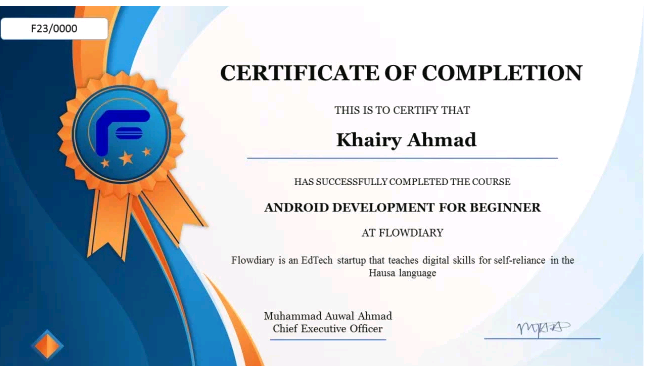 F23/0000
CERTIFICATE OF COMPLETION
THIS IS TO CERTIFY THAT
Khairy Ahmad
HAS SUCCESSFULLY COMPLETED THE COURSE
ANDROID DEVELOPMENT FOR BEGINNER
AT FLOWDIARY
Flowdiary is an EdTech startup that teaches digital skills for self-reliance in the
Hausa language
Muhammad Auwal Ahmad
Chief Executive Officer